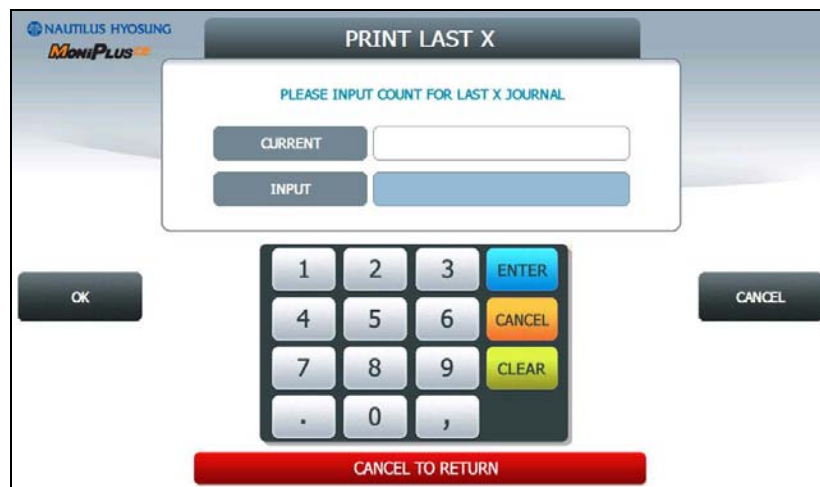 NAUTILUS HYOSUNG
MONIPLUS CE
PRINT LAST X
PLEASE INPUT COUNT FOR LAST X JOURNAL
CURRENT
INPUT
1 2 3 ENTER
OK
CANCEL
4 5 6 CANCEL
7 8 9 CLEAR
. 0 ,
CANCEL TO RETURN